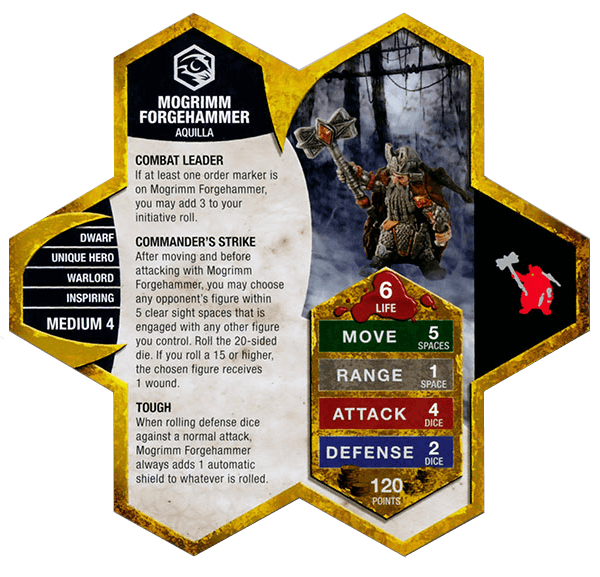 MOGRIMM
FORGEHAMMER
AQUILLA
COMBAT LEADER
If at least one order marker is
on Mogrimm Forgehammer,
you may add 3 to your
initiative roll.
COMMANDER'S STRIKE
After moving and before
attacking with Mogrimm
Forgehammer, you may choose
any opponent's figure within
5 clear sight spaces that is
engaged with any other figure
you control. Roll the 20-sided
die. If you roll a 15 or higher,
the chosen figure receives
1 wound.
TOUGH
When rolling defense dice
against a normal attack,
Mogrimm Forgehammer
always adds 1 automatic
shield to whatever is rolled.
DWARF
UNIQUE HERO
WARLORD
INSPIRING
MEDIUM 4
6
LIFE
MOVE 5
SPACES
RANGE 1
SPACE
ATTACK 4
DICE
DEFENSE 2
DICE
120
POINTS